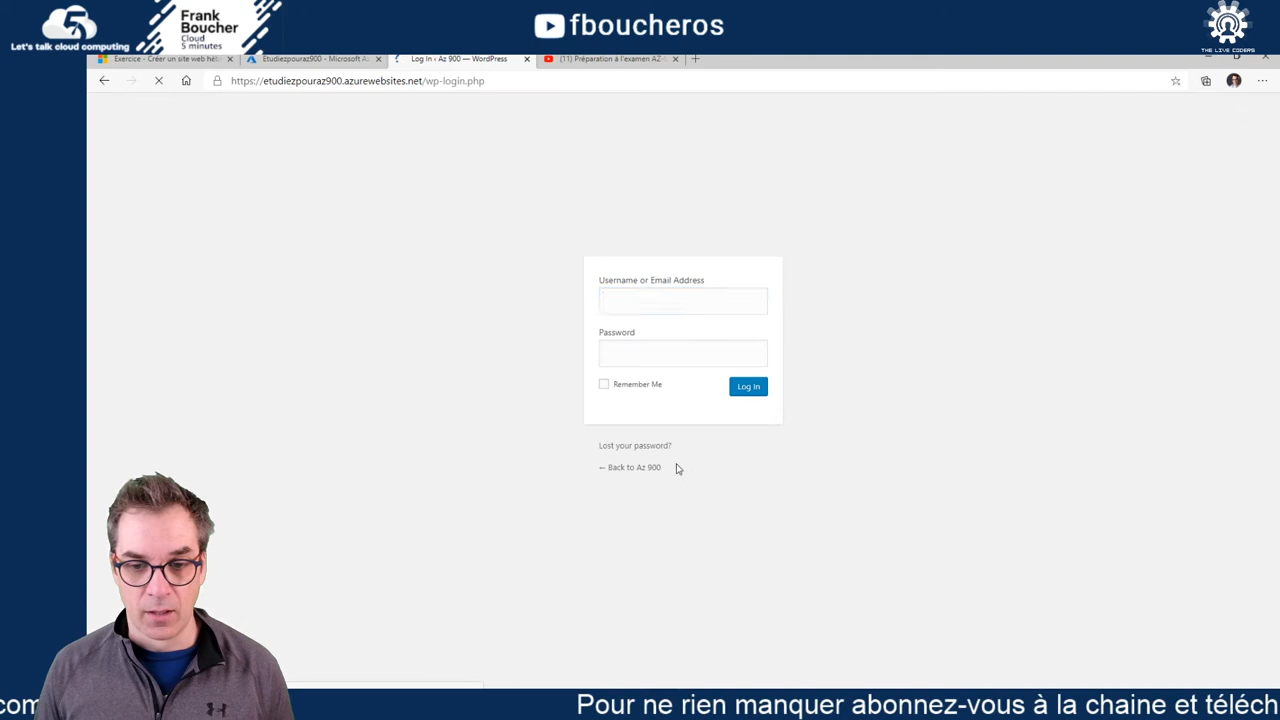 Let's talk cloud computing
Frank
Boucher
Cloud
5 minutes
fboucheros
THE LIVE CODERS
Exercice - Créer un site web héb
Etudiezpouraz900 - Microsoft A
Log In ‹ Az 900 — WordPress
(11) Préparation à l'examen AZ-
https://etudiezpouraz900.azurewebsites.net/wp-login.php
Username or Email Address
Password
Remember Me
Log In
Lost your password?
← Back to Az 900
com
Pour ne rien manquer abonnez-vous à la chaine et téléch